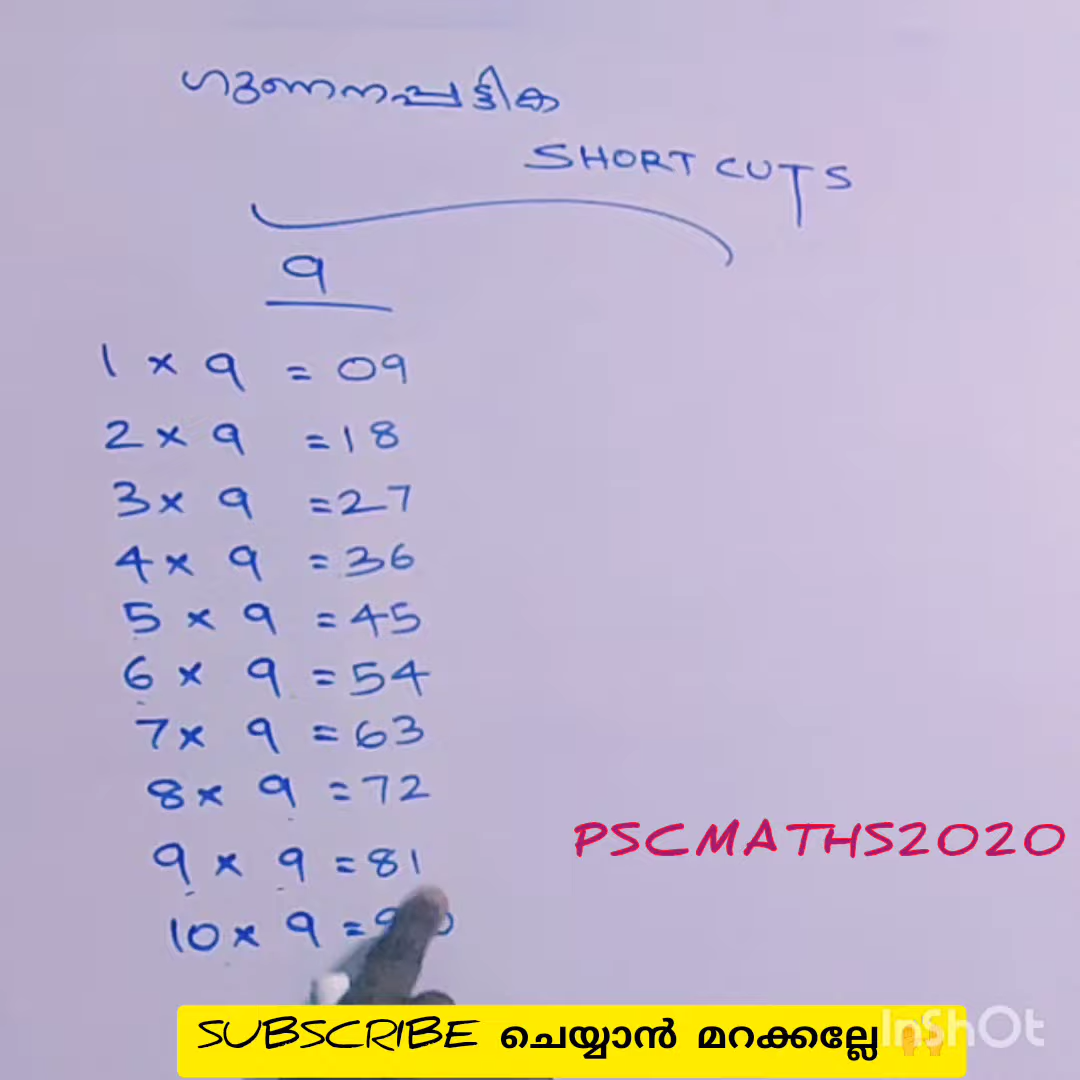 ഗുണനപ്പട്ടിക
SHORT CUTS
9
1 × 9 = 09
2 × 9 = 18
3 × 9 = 27
4 × 9 = 36
5 × 9 = 45
6 × 9 = 54
7 × 9 = 63
8 × 9 = 72
9 × 9 = 81
10 × 9 =
PSCMATHS2020
SUBSCRIBE ചെയ്യാൻ മറക്കല്ലേ 🙌
InShOt